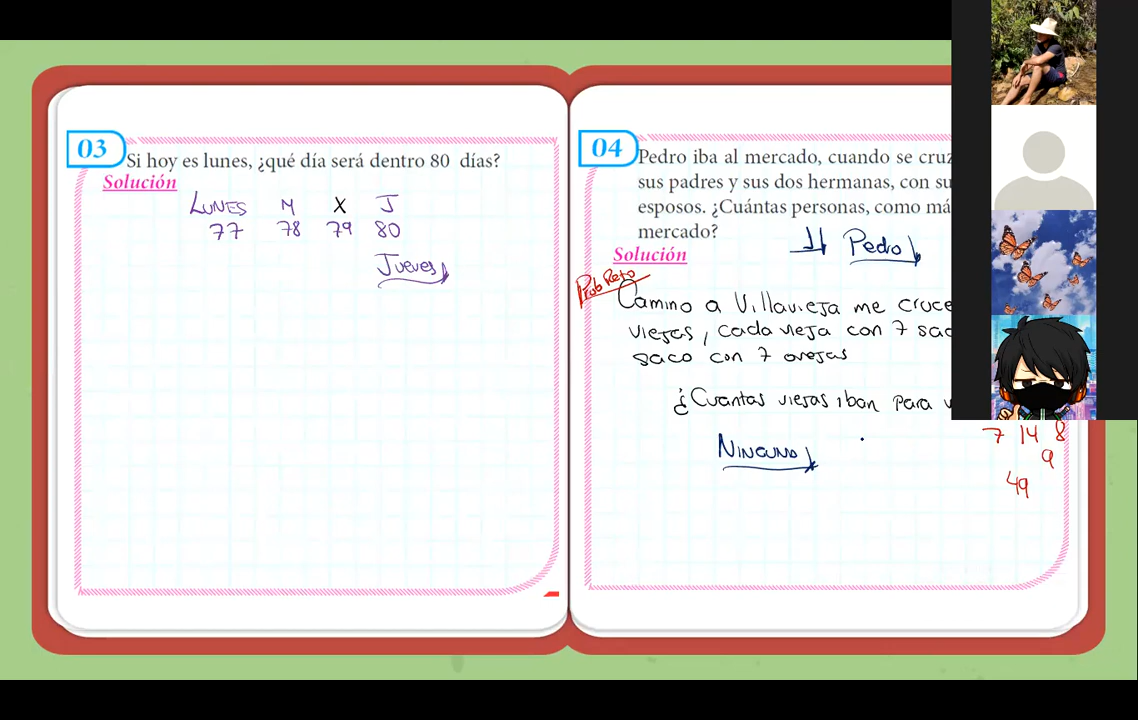 03
Si hoy es lunes, ¿qué día será dentro 80 días?
Solución
LUNES M X J
77 78 79 80
Jueves
04
Pedro iba al mercado, cuando se cruz
sus padres y sus dos hermanas, con su
esposos. ¿Cuántas personas, como má
mercado?
1 Pedro
Solución
Prob Reto
Camino a Villavieja me cruce
viejas, cada vieja con 7 sac
saco con 7 ovejas
¿Cuantas viejas iban para v
7 14 8
9
Ninguna
49